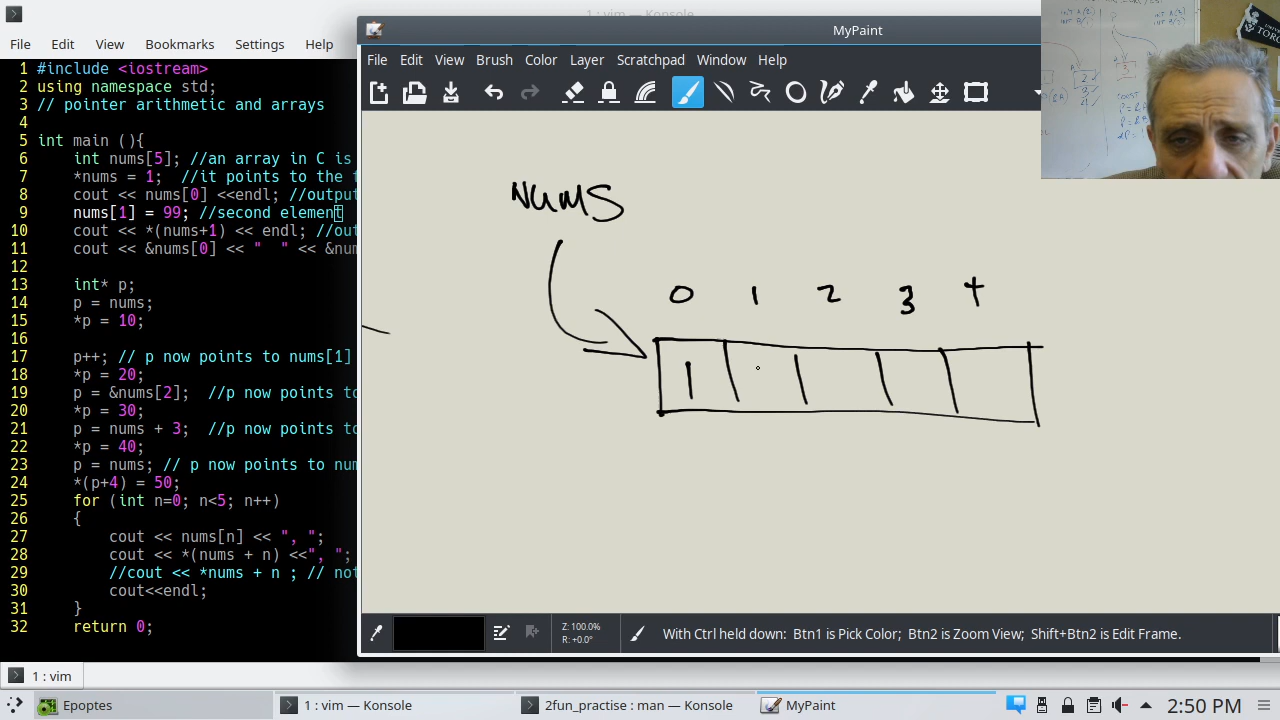 1 : vim — Konsole
File Edit View Bookmarks Settings Help
1 #include <iostream>
2 using namespace std;
3 // pointer arithmetic and arrays
4
5 int main (){
6 int nums[5]; //an array in C is
7 *nums = 1; //it points to the f
8 cout << nums[0] <<endl; //output
9 nums[1] = 99; //second element
10 cout << *(nums+1) << endl; //out
11 cout << &nums[0] << " " << &num
12
13 int* p;
14 p = nums;
15 *p = 10;
16
17 p++; // p now points to nums[1]
18 *p = 20;
19 p = &nums[2]; //p now points to
20 *p = 30;
21 p = nums + 3; //p now points to
22 *p = 40;
23 p = nums; // p now points to num
24 *(p+4) = 50;
25 for (int n=0; n<5; n++)
26 {
27 cout << nums[n] << ", ";
28 cout << *(nums + n) <<", ";
29 //cout << *nums + n ; // not
30 cout<<endl;
31 }
32 return 0;
1 : vim
MyPaint
File Edit View Brush Color Layer Scratchpad Window Help
NumS
0 1 2 3 4
1
Z: 100.0%
R: +0.0°
With Ctrl held down: Btn1 is Pick Color; Btn2 is Zoom View; Shift+Btn2 is Edit Frame.
Epoptes
1 : vim — Konsole
2fun_practise : man — Konsole
MyPaint
2:50 PM